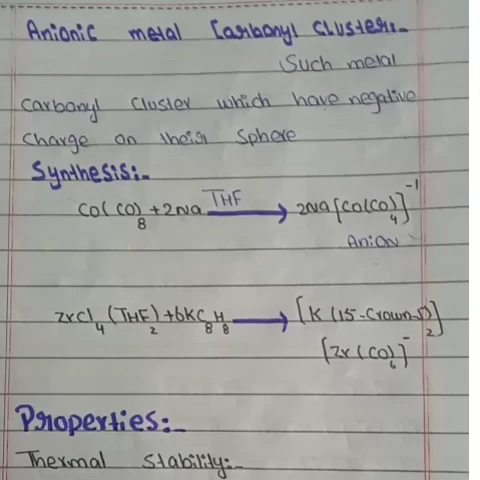 Anionic metal Carbonyl Clusters:-
Such metal
carbonyl cluster which have negative
charge on their sphere
Synthesis:-
CO(CO)8 + 2Na THF → 2Na[CO(CO)4]-1
Anion
ZrCl4(THF)2 + 6KC8H8 → [K(15-Crown-5)2]
[Zr(CO)6]-
Properties:-
Thermal stability:-